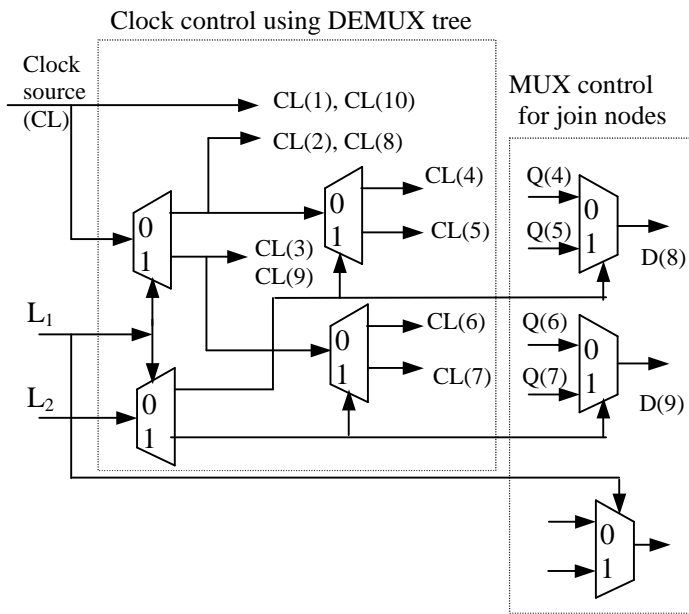 Clock control using DEMUX tree
Clock
source
(CL)
CL(1), CL(10)
CL(2), CL(8)
MUX control
for join nodes
CL(4)
CL(5)
0
1
0
1
CL(3)
CL(9)
Q(4)
Q(5)
0
1
D(8)
L1
L2
CL(6)
CL(7)
0
1
0
1
Q(6)
Q(7)
0
1
D(9)
0
1